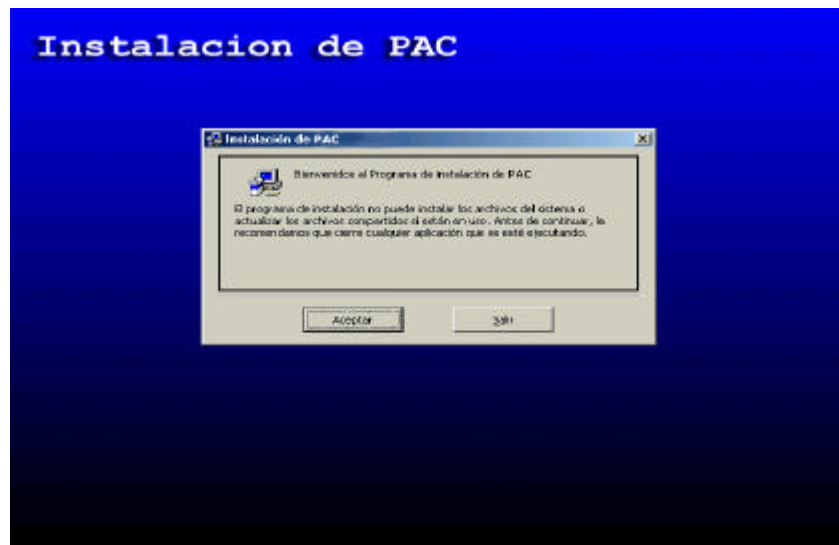 Instalacion de PAC
Instalación de PAC
Bienvenidos al Programa de instalación de PAC
El programa de instalación no puede instalar los archivos del sistema o
actualizar los archivos compartidos si están en uso. Antes de continuar, le
recomendamos que cierre cualquier aplicación que se esté ejecutando.
Aceptar
Salir